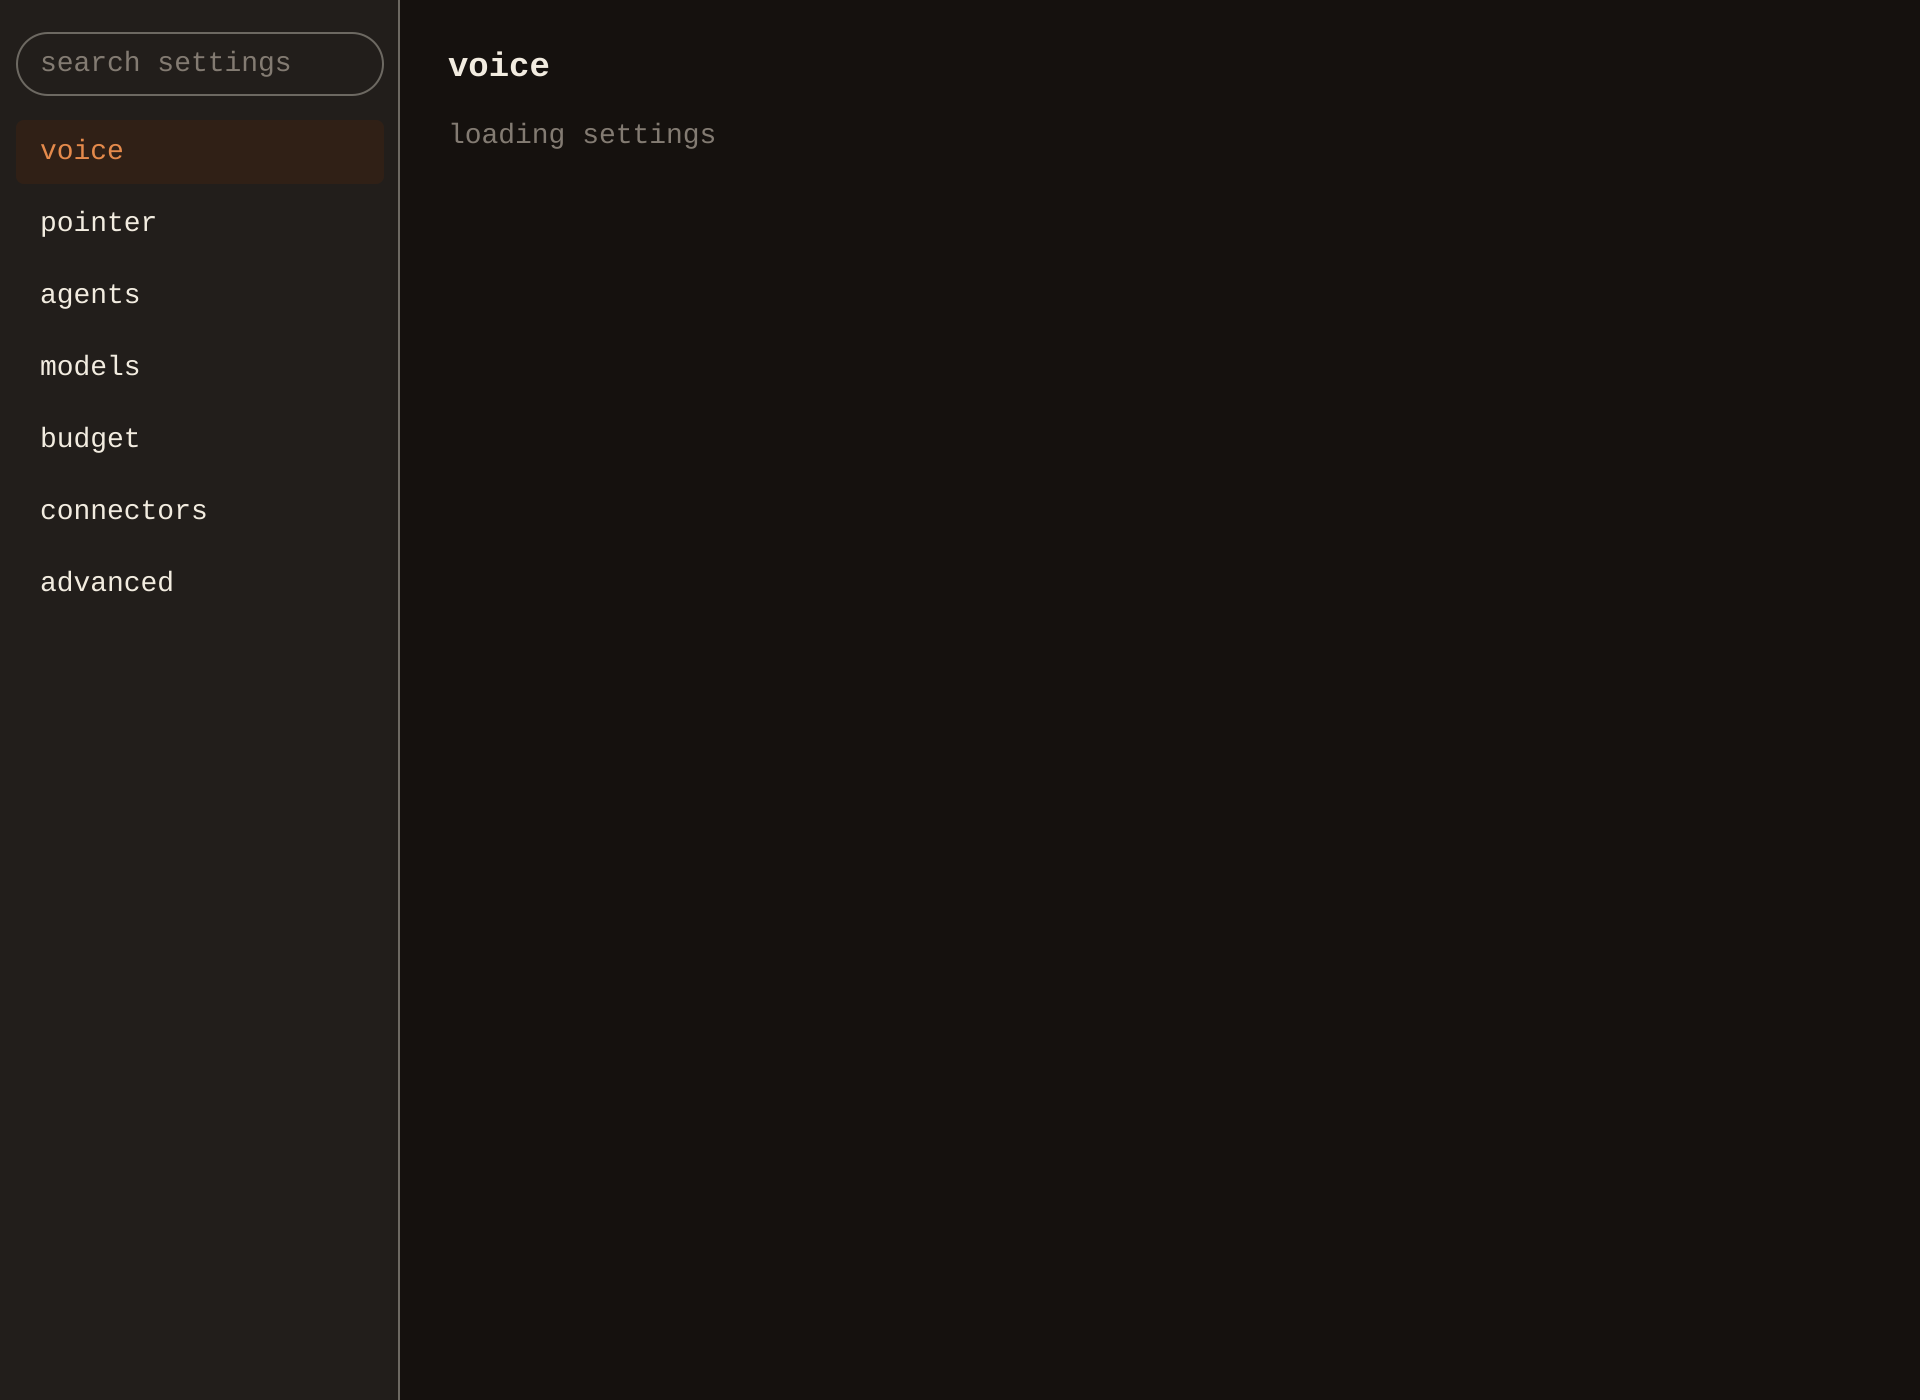 search settings
voice
pointer
agents
models
budget
connectors
advanced
voice
loading settings